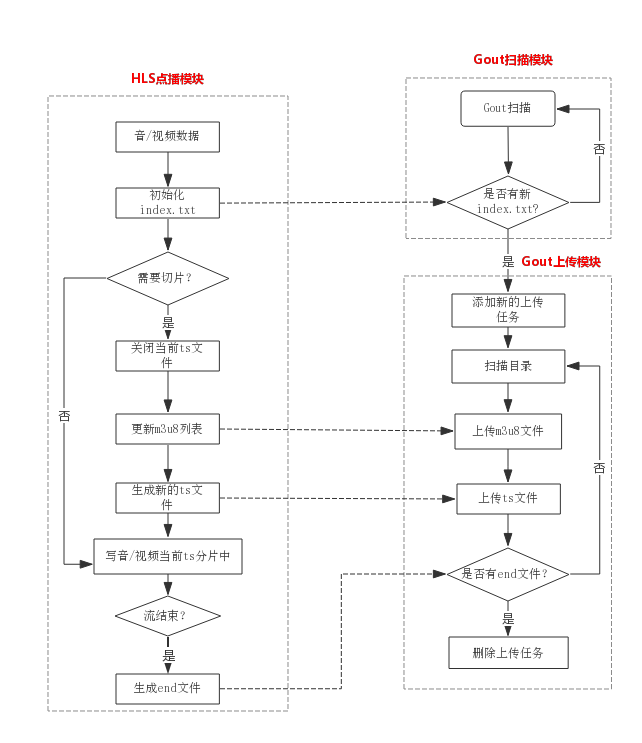 HLS点播模块
音/视频数据
初始化
index.txt
需要切片?
是
关闭当前ts文
件
否
更新m3u8列表
生成新的ts文
件
写音/视频当前ts分片中
流结束?
是
生成end文件
Gout扫描模块
Gout扫描
否
是否有新
index.txt?
是
Gout上传模块
添加新的上传
任务
扫描目录
上传m3u8文件
否
上传ts文件
是否有end文件?
是
删除上传任务